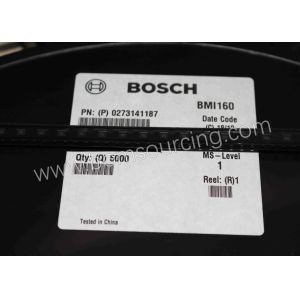 BOSCH
BMI160
PN: (P) 0273141187
Date Code
Qty: (Q) 5000
MS-Level
1
Reel: (R)1
Tested in China